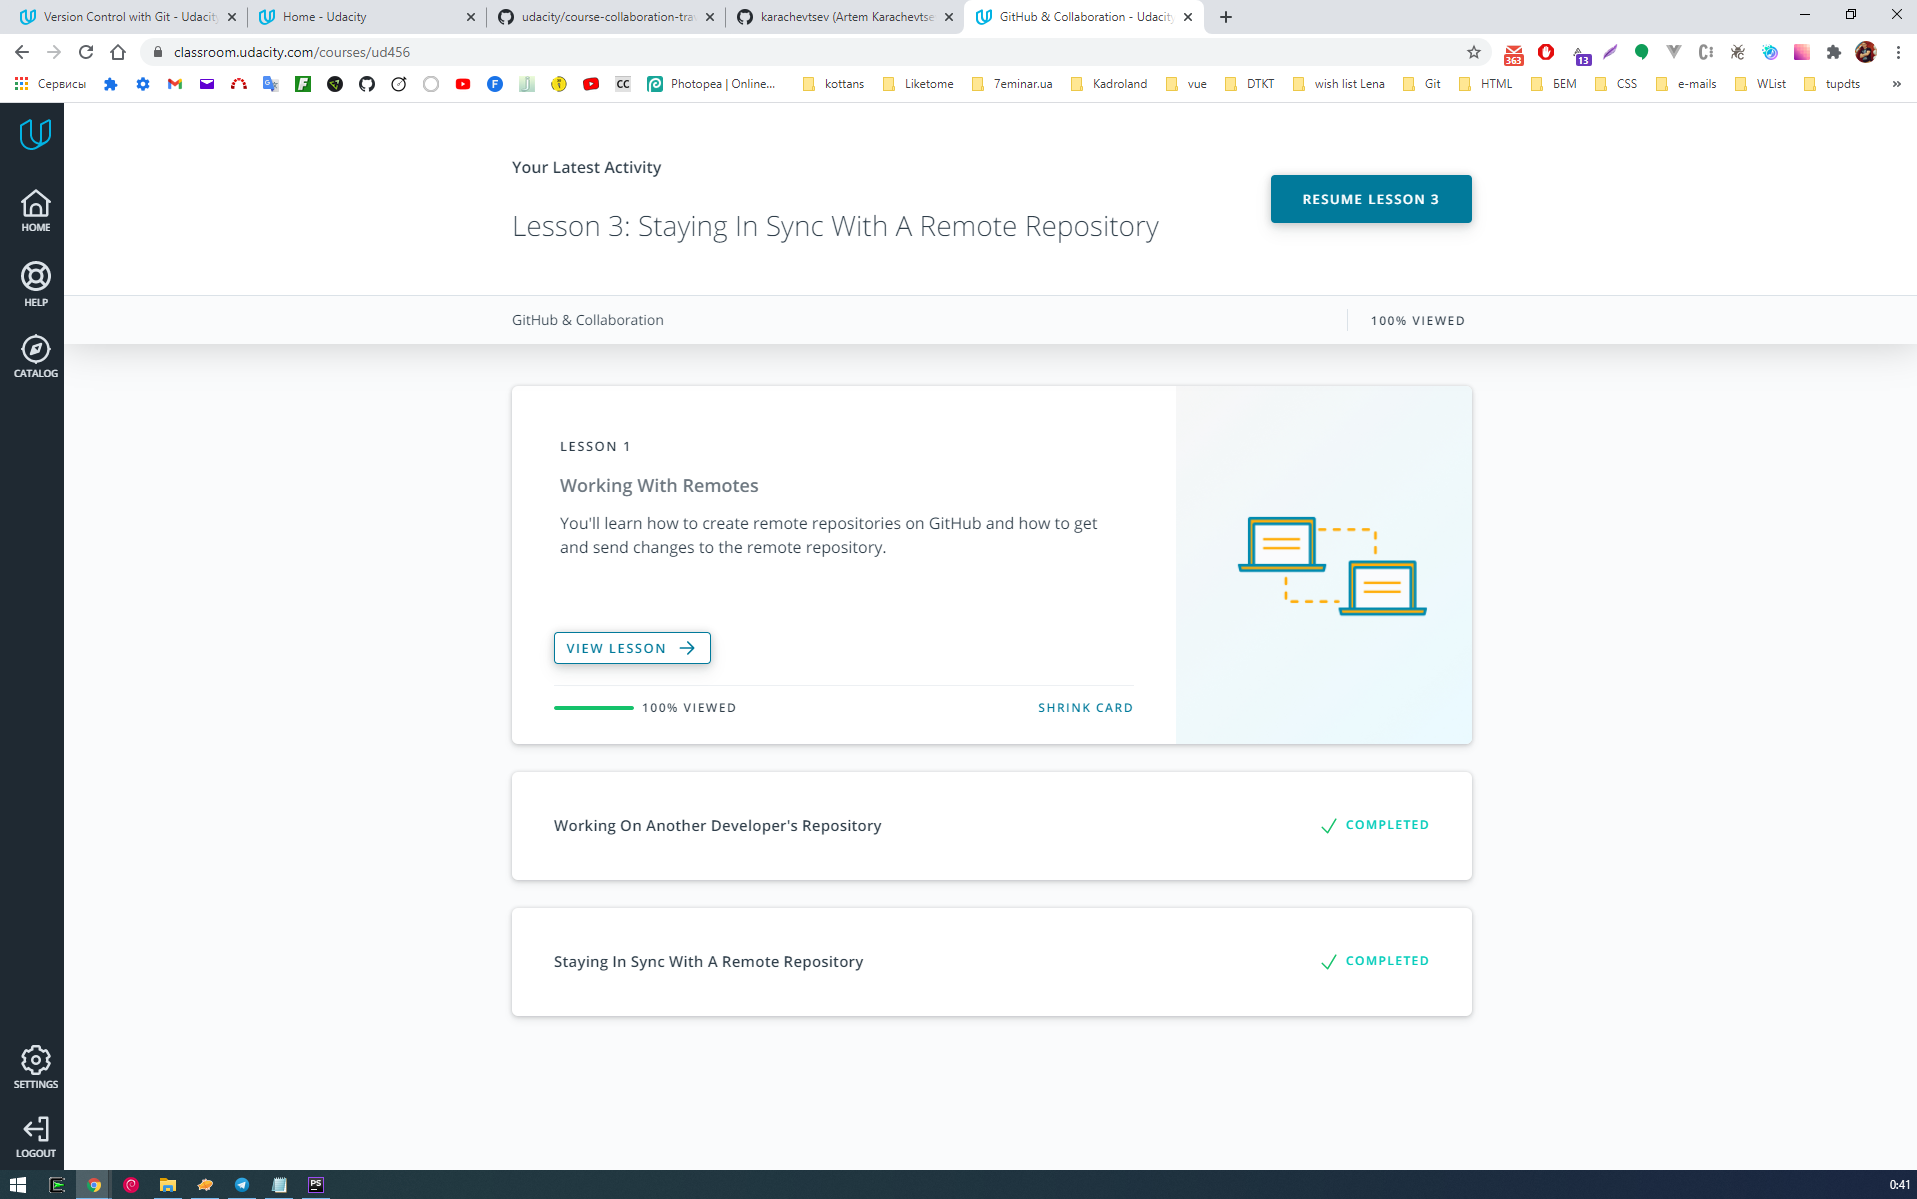 Version Control with Git - Udacity
Home - Udacity
udacity/course-collaboration-trav
karachevtsev (Artem Karachevtse
GitHub & Collaboration - Udacity
classroom.udacity.com/courses/ud456
363
13
Сервисы
CC
Photopea | Online...
kottans
Liketome
7eminar.ua
Kadroland
vue
DTKT
wish list Lena
Git
HTML
БЕМ
CSS
e-mails
WList
tupdts
»
HOME
HELP
CATALOG
SETTINGS
LOGOUT
Your Latest Activity
Lesson 3: Staying In Sync With A Remote Repository
RESUME LESSON 3
GitHub & Collaboration
100% VIEWED
LESSON 1
Working With Remotes
You'll learn how to create remote repositories on GitHub and how to get
and send changes to the remote repository.
VIEW LESSON
100% VIEWED
SHRINK CARD
Working On Another Developer's Repository
COMPLETED
Staying In Sync With A Remote Repository
COMPLETED
PS
0:41